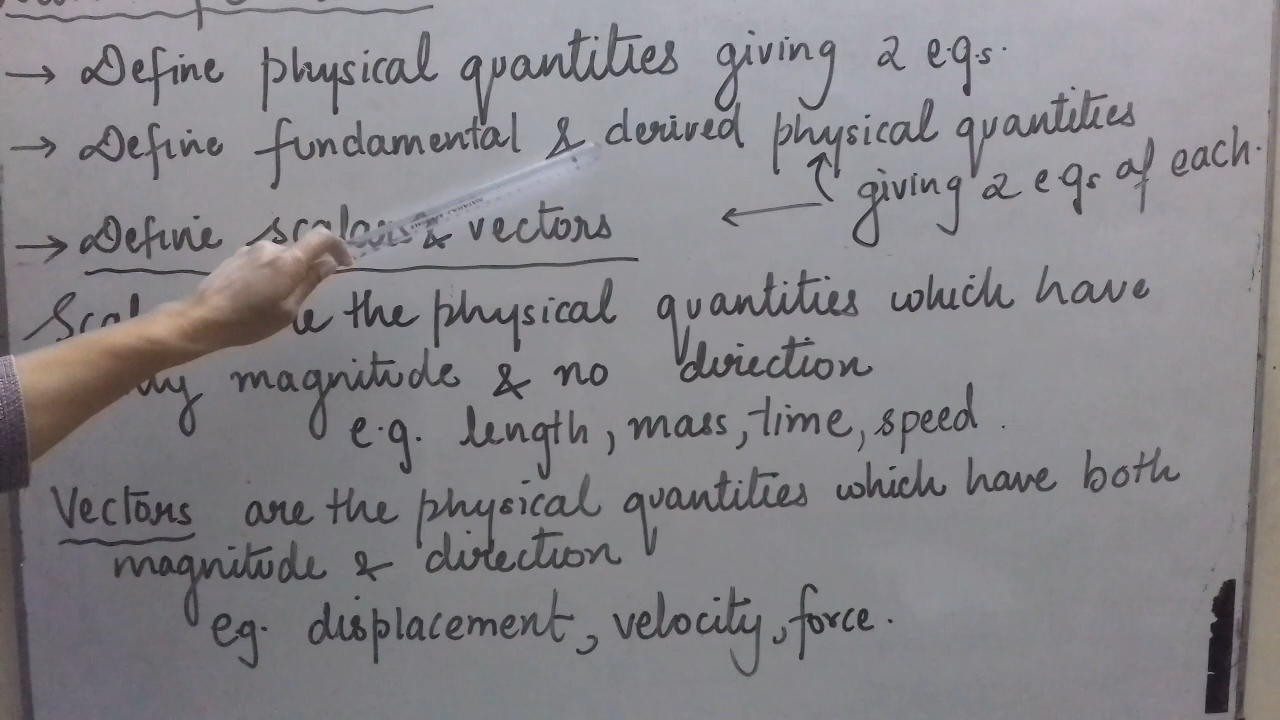 → Define physical quantities giving 2 e.g.s.
→ Define fundamental & derived physical quantities
giving 2 e.g.s of each.
→ Define & vectors
the physical quantities which have
magnitude & no direction
e.g. length, mass, time, speed.
Vectors are the physical quantities which have both
magnitude & direction
eg. displacement, velocity, force.